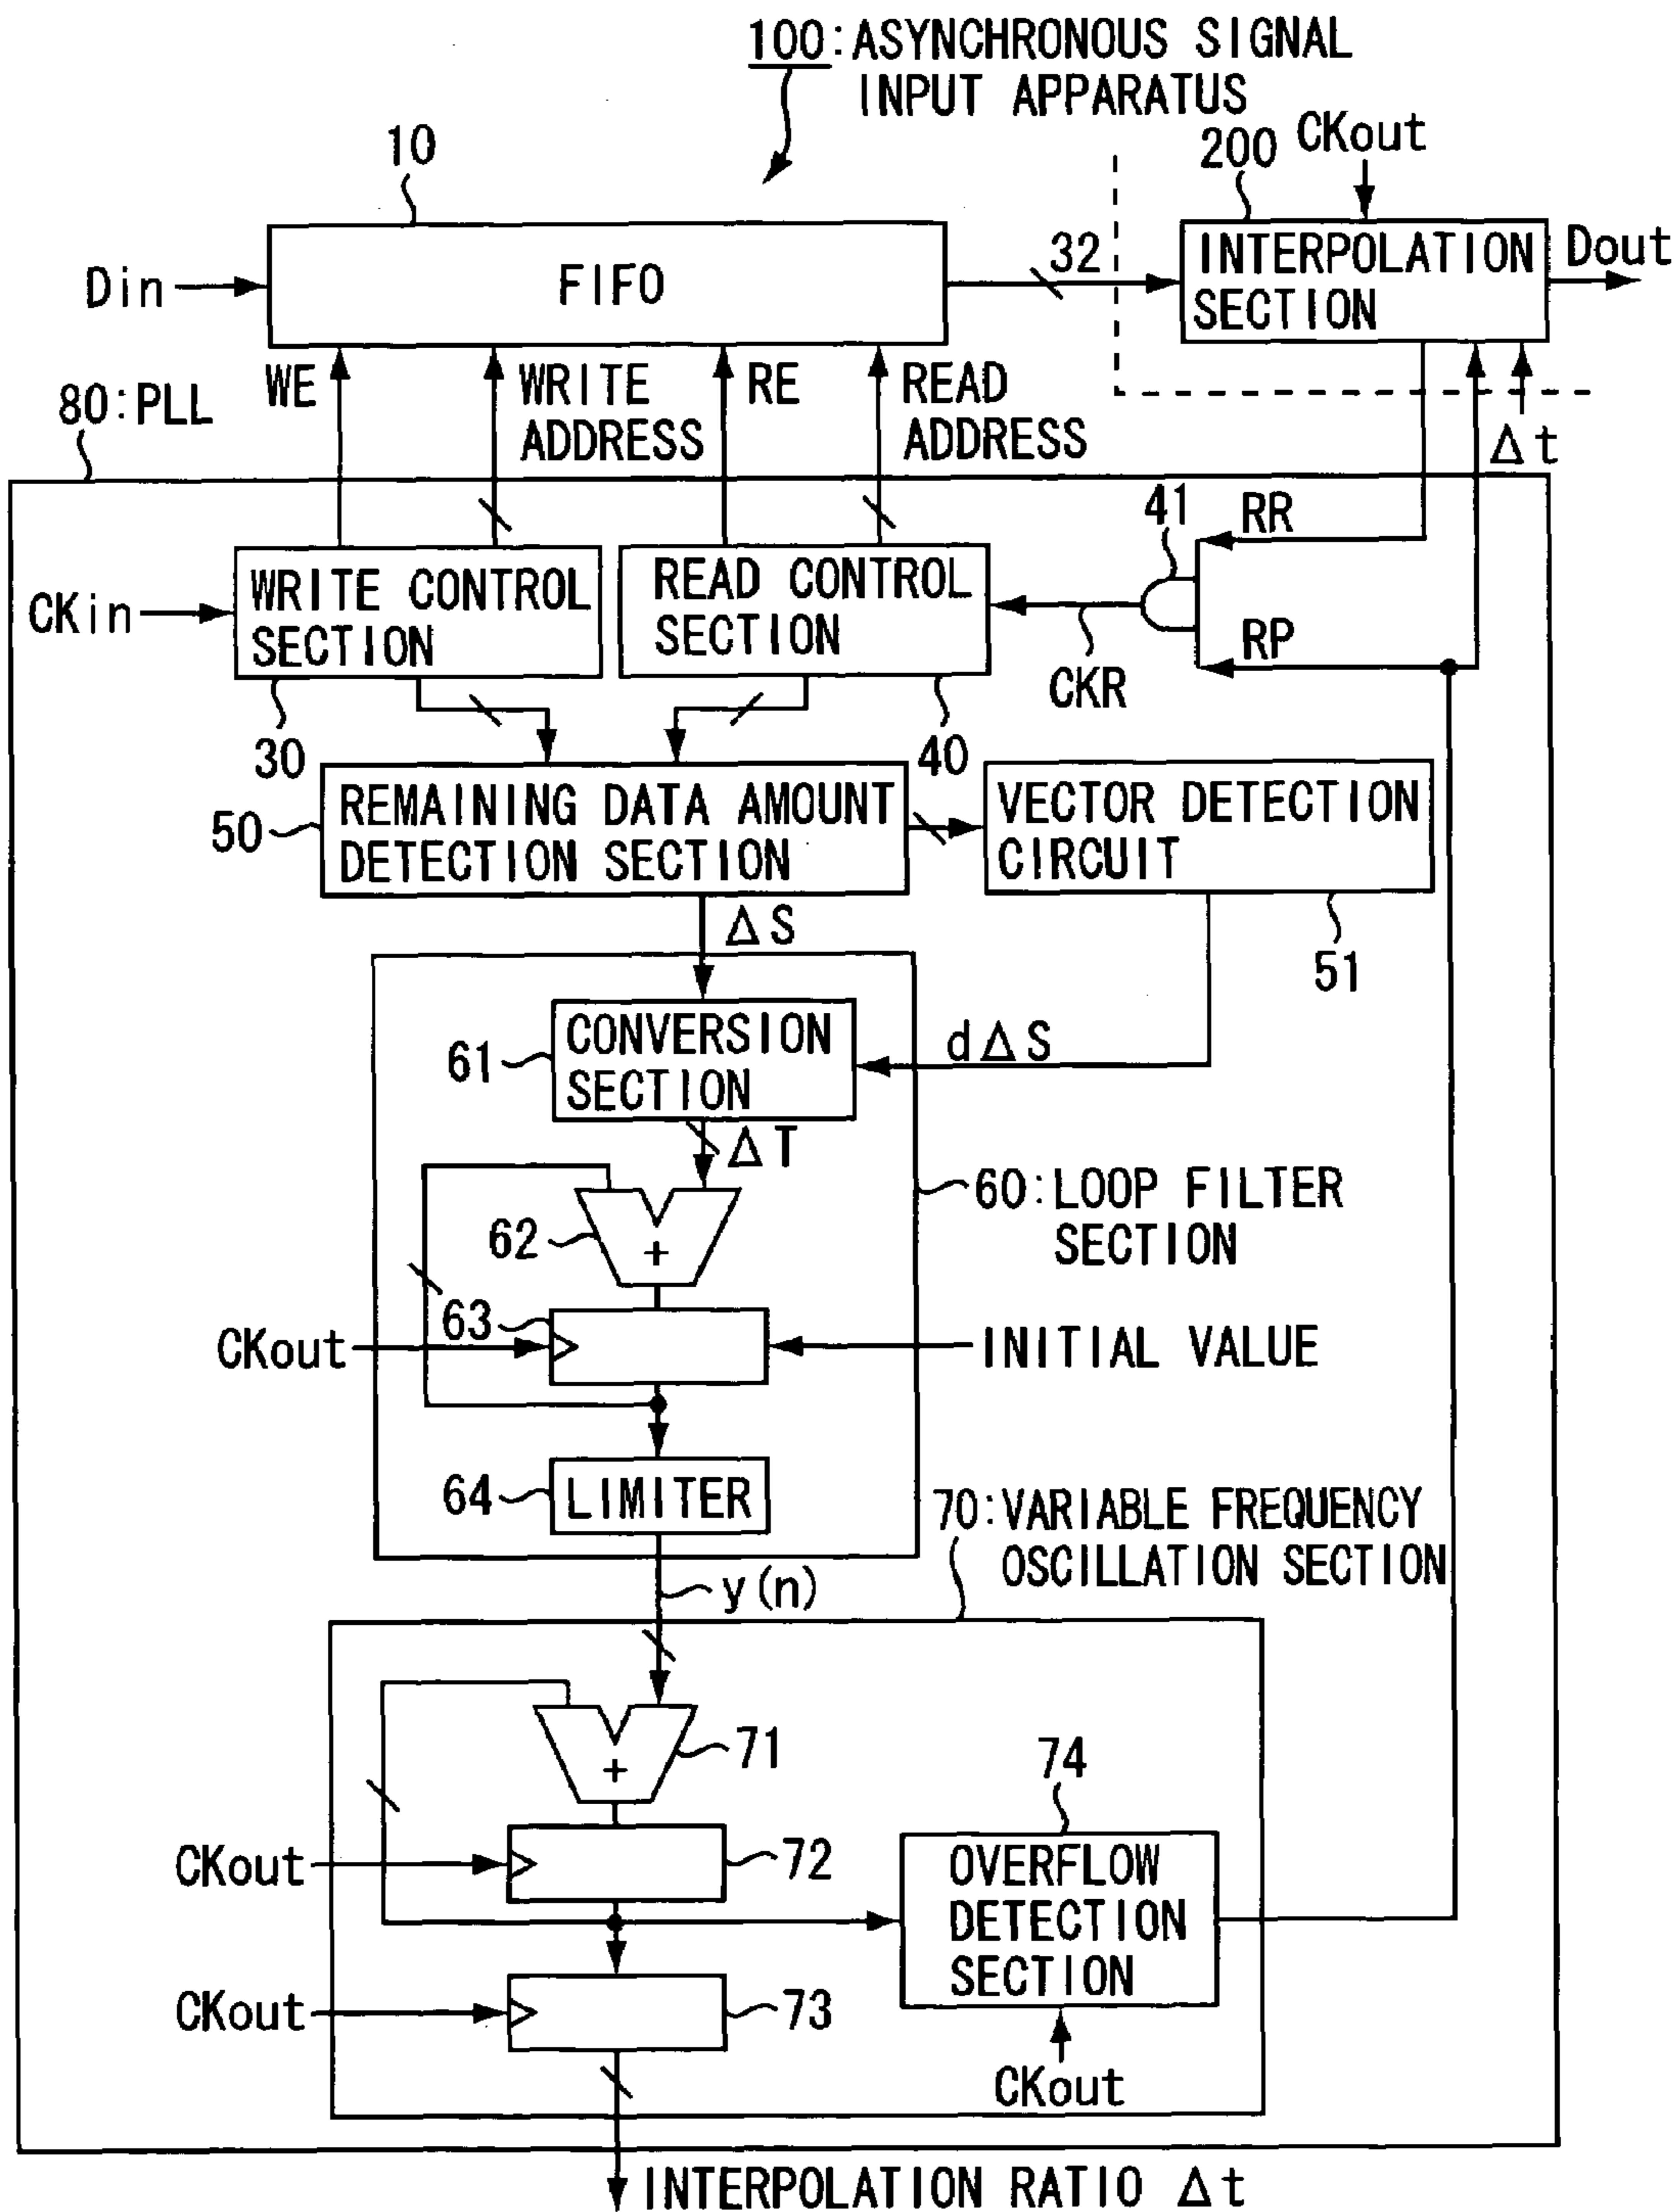 100:ASYNCHRONOUS SIGNAL
INPUT APPARATUS
10
200
CKout
FIFO
32
INTERPOLATION
SECTION
Din
Dout
WE
WRITE
ADDRESS
RE
READ
ADDRESS
Δt
80:PLL
41
RR
WRITE CONTROL
SECTION
READ CONTROL
SECTION
CKin
RP
CKR
30
40
50
REMAINING DATA AMOUNT
DETECTION SECTION
VECTOR DETECTION
CIRCUIT
ΔS
51
61
CONVERSION
SECTION
dΔS
ΔT
60:LOOP FILTER
SECTION
62
+
63
CKout
INITIAL VALUE
64
LIMITER
70:VARIABLE FREQUENCY
OSCILLATION SECTION
y(n)
71
+
74
CKout
72
OVERFLOW
DETECTION
SECTION
CKout
73
CKout
INTERPOLATION RATIO Δt